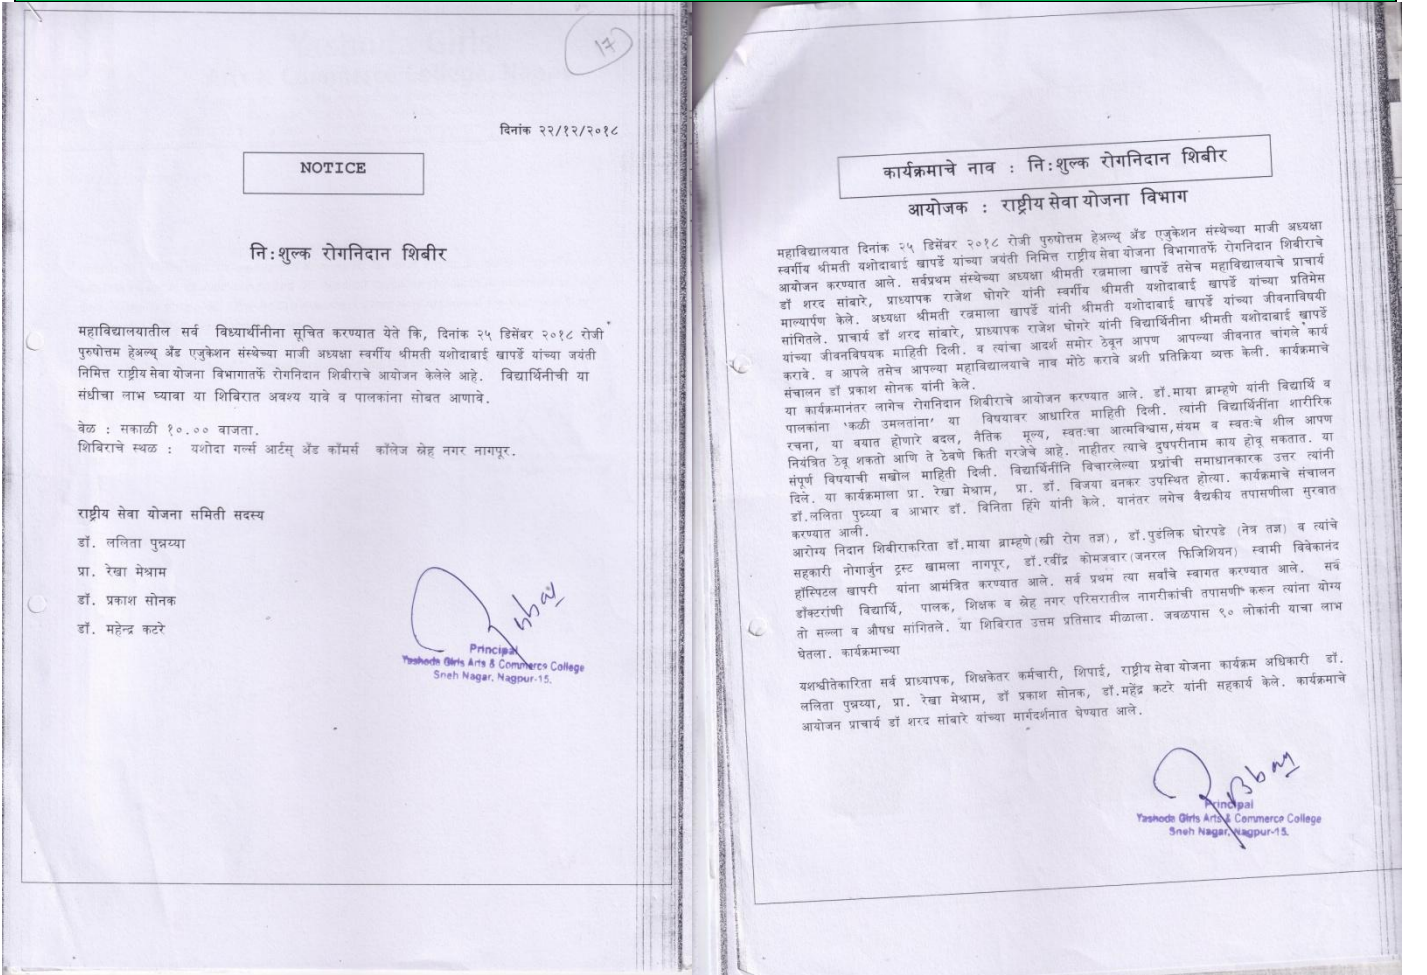 17
दिनांक २२/१२/२०१८
NOTICE
नि:शुल्क रोगनिदान शिबीर
महाविद्यालयातील सर्व विध्यार्थीनीना सूचित करण्यात येते कि, दिनांक २५ डिसेंबर २०१८ रोजी
पुरुषोत्तम हेअल्थ् अँड एजुकेशन संस्थेच्या माजी अध्यक्षा स्वर्गीय श्रीमती यशोदाबाई खापर्डे यांच्या जयंती
निमित्त राष्ट्रीय सेवा योजना विभागातर्फे रोगनिदान शिबीराचे आयोजन केलेले आहे. विद्यार्थिनीची या
संधीचा लाभ घ्यावा या शिबिरात अवश्य यावे व पालकांना सोबत आणावे.
वेळ : सकाळी १०.०० वाजता.
शिबिराचे स्थळ : यशोदा गर्ल्स आर्टस् अँड कॉमर्स कॉलेज स्नेह नगर नागपूर.
राष्ट्रीय सेवा योजना समिती सदस्य
डॉ. ललिता पुन्नय्या
प्रा. रेखा मेश्राम
डॉ. प्रकाश सोनक
डॉ. महेन्द्र कटरे
Principal
Yashoda Girls Arts & Commerce College
Sneh Nagar, Nagpur-15.
कार्यक्रमाचे नाव : नि:शुल्क रोगनिदान शिबीर
आयोजक : राष्ट्रीय सेवा योजना विभाग
महाविद्यालयात दिनांक २५ डिसेंबर २०१८ रोजी पुरुषोत्तम हेअल्थ् अँड एजुकेशन संस्थेच्या माजी अध्यक्षा
स्वर्गीय श्रीमती यशोदाबाई खापर्डे यांच्या जयंती निमित्त राष्ट्रीय सेवा योजना विभागातर्फे रोगनिदान शिबीराचे
आयोजन करण्यात आले. सर्वप्रथम संस्थेच्या अध्यक्षा श्रीमती रत्नमाला खापर्डे तसेच महाविद्यालयाचे प्राचार्य
डॉ शरद सांबारे, प्राध्यापक राजेश घोगरे यांनी स्वर्गीय श्रीमती यशोदाबाई खापर्डे यांच्या प्रतिमेस
माल्यार्पण केले. अध्यक्षा श्रीमती रत्नमाला खापर्डे यांनी श्रीमती यशोदाबाई खापर्डे यांच्या जीवनाविषयी
सांगितले. प्राचार्य डॉ शरद सांबारे, प्राध्यापक राजेश घोगरे यांनी विद्यार्थिनींना श्रीमती यशोदाबाई खापर्डे
यांच्या जीवनविषयक माहिती दिली. व त्यांचा आदर्श समोर ठेवून आपण आपल्या जीवनात चांगले कार्य
करावे. व आपले तसेच आपल्या महाविद्यालयाचे नाव मोठे करावे अशी प्रतिक्रिया व्यक्त केली. कार्यक्रमाचे
संचालन डॉ प्रकाश सोनक यांनी केले.
या कार्यक्रमानंतर लागेच रोगनिदान शिबीराचे आयोजन करण्यात आले. डॉ.माया ब्राम्हणे यांनी विद्यार्थि व
पालकांना 'कळी उमलतांना' या विषयावर आधारित माहिती दिली. त्यांनी विद्यार्थिनींना शारीरिक
रचना, या वयात होणारे बदल, नैतिक मूल्य, स्वतःचा आत्मविश्वास,संयम व स्वतःचे शील आपण
नियंत्रित ठेवू शकतो आणि ते ठेवणे किती गरजेचे आहे. नाहीतर त्याचे दुषपरीनाम काय होवू सकतात. या
संपूर्ण विषयाची सखोल माहिती दिली. विद्यार्थिनींनि विचारलेल्या प्रश्नांची समाधानकारक उत्तर त्यांनी
दिले. या कार्यक्रमाला प्रा. रेखा मेश्राम, प्रा. डॉ. विजया बनकर उपस्थित होत्या. कार्यक्रमाचे संचालन
डॉ.ललिता पुन्नय्या व आभार डॉ. विनिता हिंगे यांनी केले. यानंतर लगेच वैद्यकीय तपासणीला सुरवात
करण्यात आली.
आरोग्य निदान शिबीराकरिता डॉ.माया ब्राम्हणे(स्त्री रोग तज्ञ), डॉ.पुडंलिक घोरपडे (नेत्र तज्ञ) व त्यांचे
सहकारी नोगार्जुन ट्रस्ट खामला नागपूर, डॉ.रवींद्र कोमजवार(जनरल फिजिशियन) स्वामी विवेकानंद
हॉस्पिटल खापरी यांना आमंत्रित करण्यात आले. सर्व प्रथम त्या सर्वांचे स्वागत करण्यात आले. सर्व
डॉक्टरांणी विद्यार्थि, पालक, शिक्षक व स्नेह नगर परिसरातील नागरीकांची तपासणी करून त्यांना योग्य
तो सल्ला व औषध सांगितले. या शिबिरात उत्तम प्रतिसाद मीळाला. जवळपास ९० लोकांनी याचा लाभ
घेतला. कार्यक्रमाच्या
यशश्वीतेकारिता सर्व प्राध्यापक, शिक्षकेतर कर्मचारी, शिपाई, राष्ट्रीय सेवा योजना कार्यक्रम अधिकारी डॉ.
ललिता पुन्नय्या, प्रा. रेखा मेश्राम, डॉ प्रकाश सोनक, डॉ.महेंद्र कटरे यांनी सहकार्य केले. कार्यक्रमाचे
आयोजन प्राचार्य डॉ शरद सांबारे यांच्या मार्गदर्शनात घेण्यात आले.
Principal
Yashoda Girls Arts & Commerce College
Sneh Nagar, Nagpur-15.